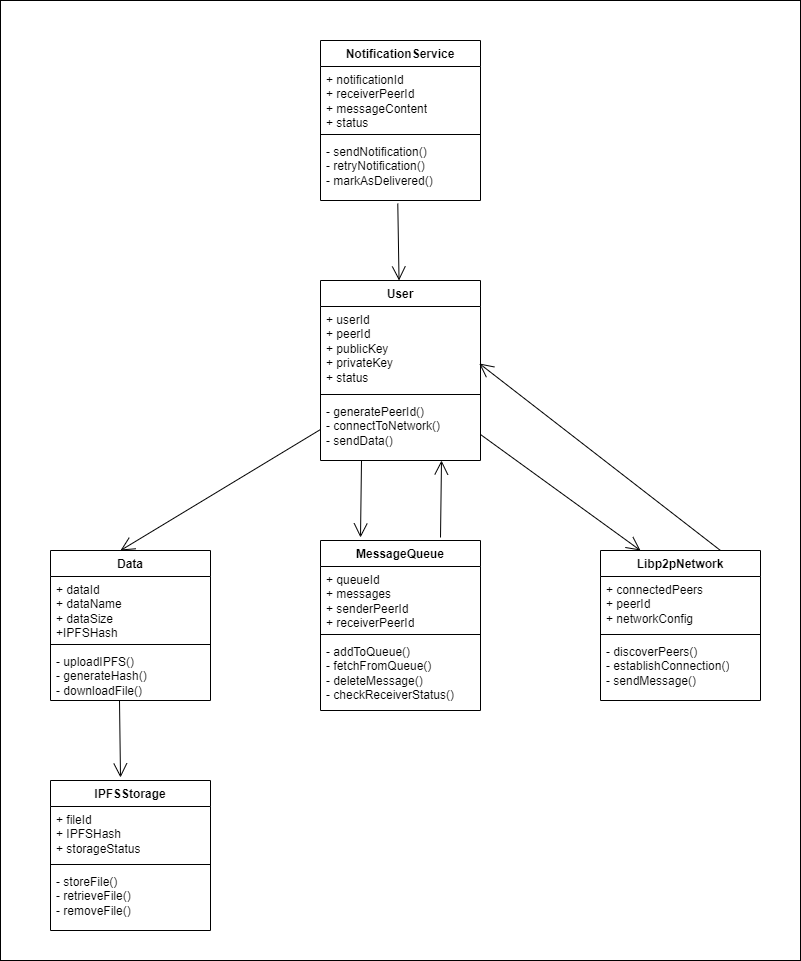 NotificationService
+ notificationId
+ receiverPeerId
+ messageContent
+ status
- sendNotification()
- retryNotification()
- markAsDelivered()
User
+ userId
+ peerId
+ publicKey
+ privateKey
+ status
- generatePeerId()
- connectToNetwork()
- sendData()
Data
+ dataId
+ dataName
+ dataSize
+IPFSHash
- uploadIPFS()
- generateHash()
- downloadFile()
MessageQueue
+ queueId
+ messages
+ senderPeerId
+ receiverPeerId
- addToQueue()
- fetchFromQueue()
- deleteMessage()
- checkReceiverStatus()
Libp2pNetwork
+ connectedPeers
+ peerId
+ networkConfig
- discoverPeers()
- establishConnection()
- sendMessage()
IPFSStorage
+ fileId
+ IPFSHash
+ storageStatus
- storeFile()
- retrieveFile()
- removeFile()